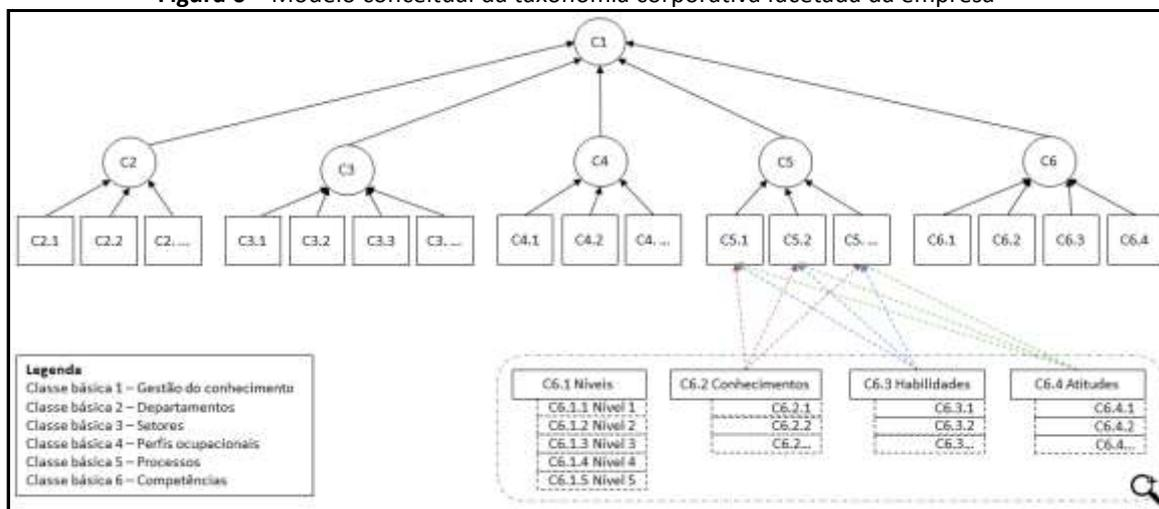 Figura 6 – Modelo conceitual da taxonomia corporativa facetada da empresa
C1
C2
C3
C4
C5
C6
C2.1
C2.2
C2. ...
C3.1
C3.2
C3.3
C3. ...
C4.1
C4.2
C4. ...
C5.1
C5.2
C5. ...
C6.1
C6.2
C6.3
C6.4
Legenda
Classe básica 1 – Gestão do conhecimento
Classe básica 2 – Departamentos
Classe básica 3 – Setores
Classe básica 4 – Perfis ocupacionais
Classe básica 5 – Processos
Classe básica 6 – Competências
C6.1 Níveis
C6.1.1 Nível 1
C6.1.2 Nível 2
C6.1.3 Nível 3
C6.1.4 Nível 4
C6.1.5 Nível 5
C6.2 Conhecimentos
C6.2.1
C6.2.2
C6.2...
C6.3 Habilidades
C6.3.1
C6.3.2
C6.3...
C6.4 Atitudes
C6.4.1
C6.4.2
C6.4...